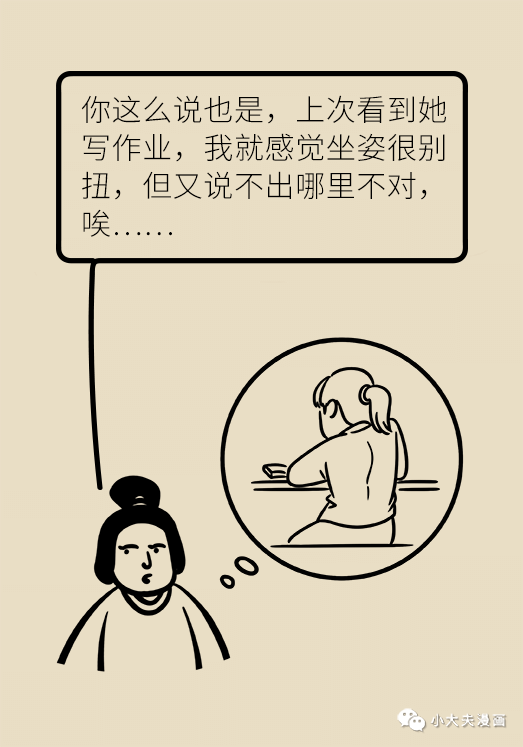 你这么说也是，上次看到她
写作业，我就感觉坐姿很别
扭，但又说不出哪里不对，
唉……
小大夫漫画